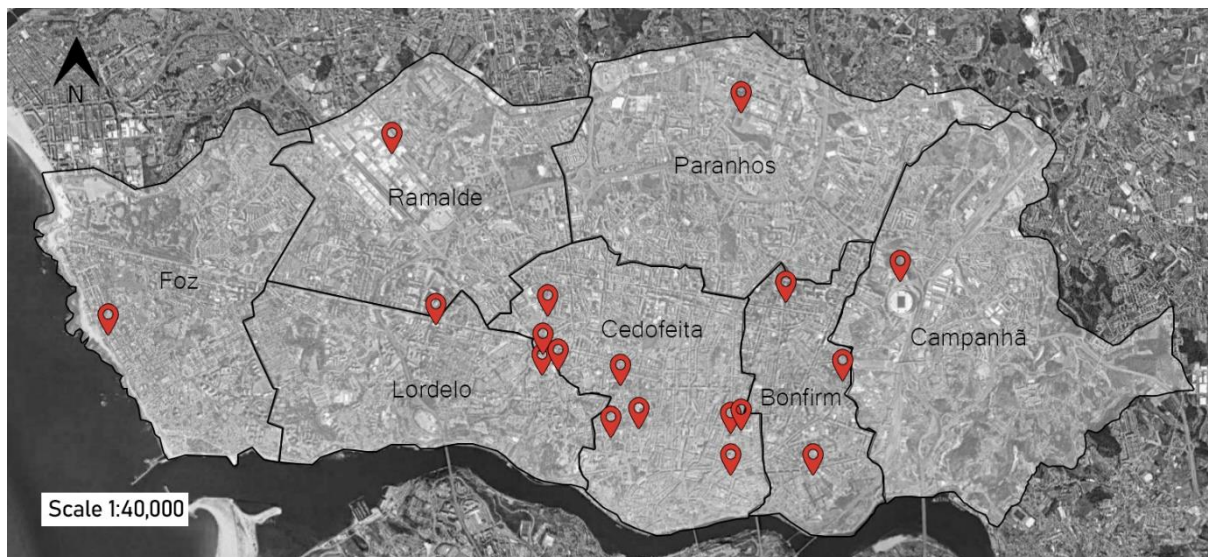 N
Paranhos
Ramalde
Foz
Cedofeita
Campanhã
Lordelo
Bonfirm
Scale 1:40,000